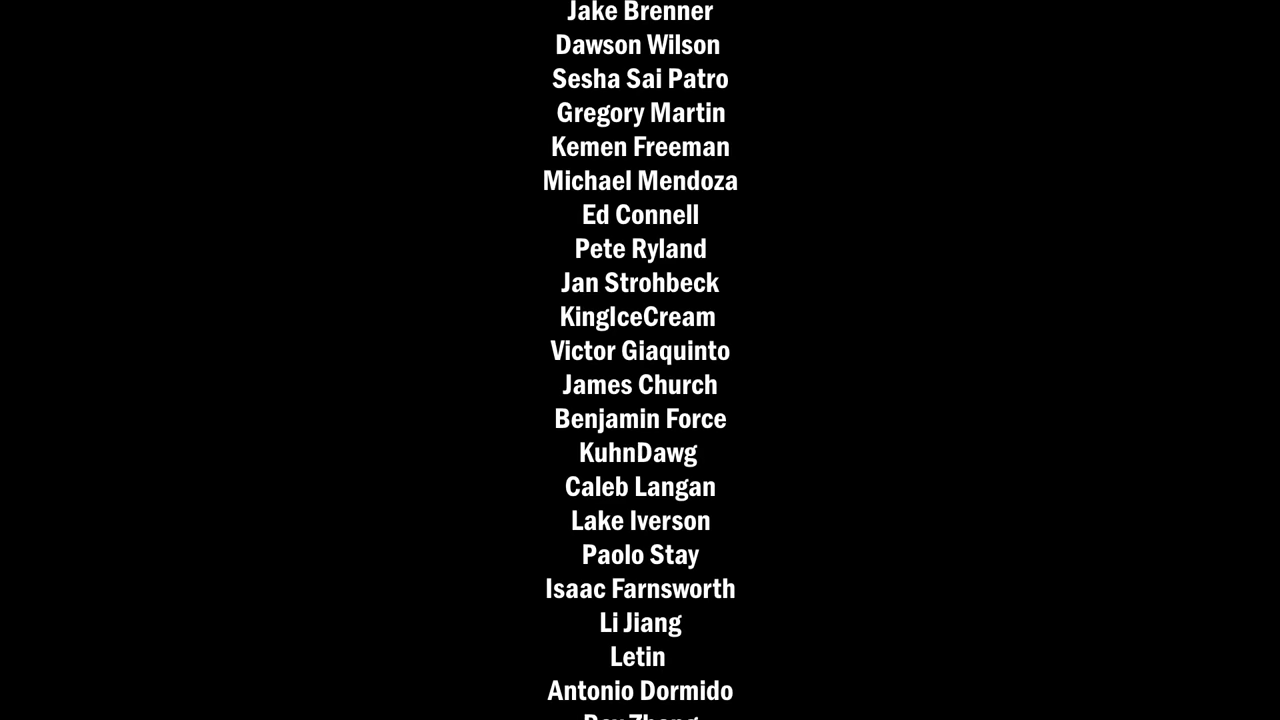 Jake Brenner
Dawson Wilson
Sesha Sai Patro
Gregory Martin
Kemen Freeman
Michael Mendoza
Ed Connell
Pete Ryland
Jan Strohbeck
KingIceCream
Victor Giaquinto
James Church
Benjamin Force
KuhnDawg
Caleb Langan
Lake Iverson
Paolo Stay
Isaac Farnsworth
Li Jiang
Letin
Antonio Dormido